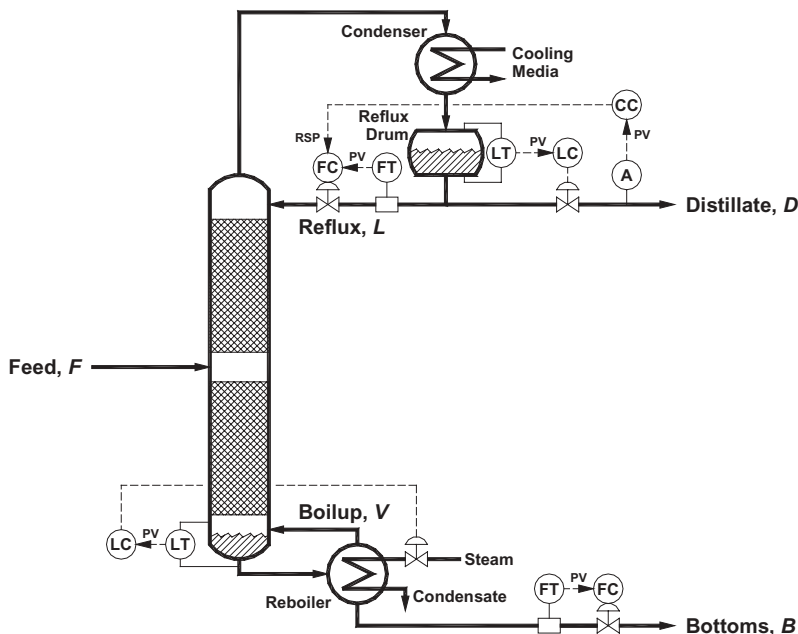 Condenser
Cooling
Media
CC
Reflux
Drum
RSP
PV
PV
PV
FC
FT
LT
LC
A
Reflux, L
Distillate, D
Feed, F
Boilup, V
LC
PV
LT
Steam
Reboiler
Condensate
FT
PV
FC
Bottoms, B